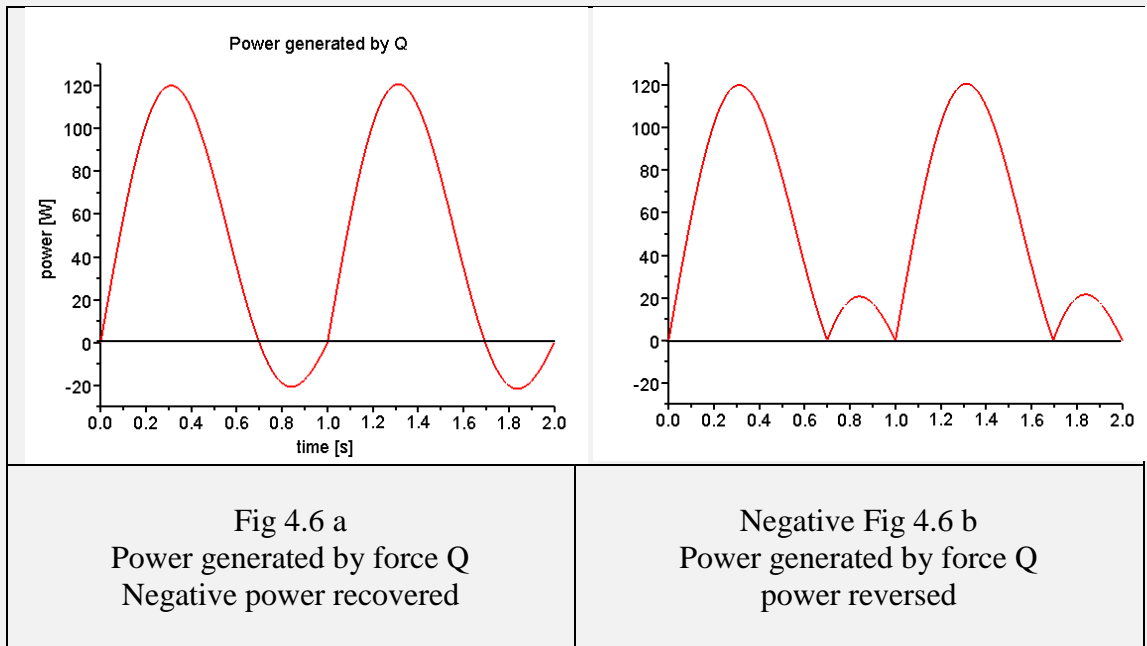 Power generated by Q
120
100
80
60
40
20
0
-20
power [W]
0.0 0.2 0.4 0.6 0.8 1.0 1.2 1.4 1.6 1.8 2.0
time [s]
120
100
80
60
40
20
0
-20
0.0 0.2 0.4 0.6 0.8 1.0 1.2 1.4 1.6 1.8 2.0
Fig 4.6 a
Power generated by force Q
Negative power recovered
Negative Fig 4.6 b
Power generated by force Q
power reversed